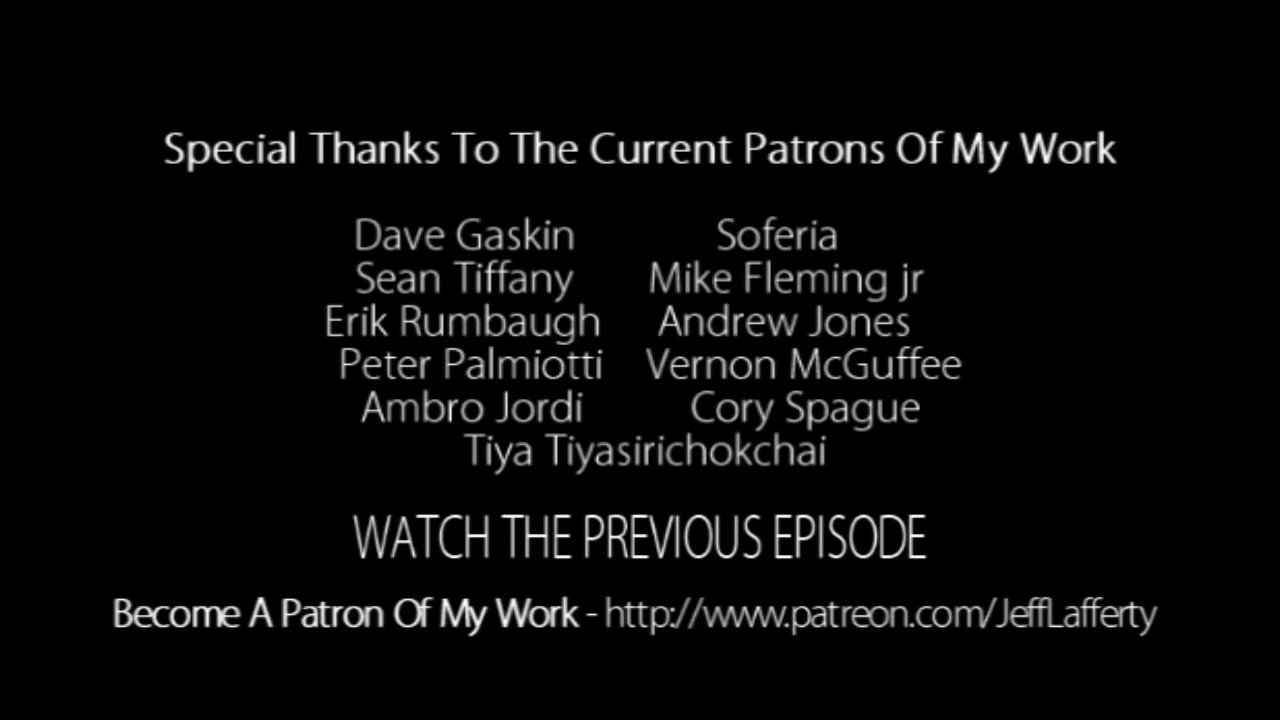 Special Thanks To The Current Patrons Of My Work
Dave Gaskin Soferia
Sean Tiffany Mike Fleming jr
Erik Rumbaugh Andrew Jones
Peter Palmiotti Vernon McGuffee
Ambro Jordi Cory Spague
Tiya Tiyasirichokchai
WATCH THE PREVIOUS EPISODE
Become A Patron Of My Work - http://www.patreon.com/JeffLafferty